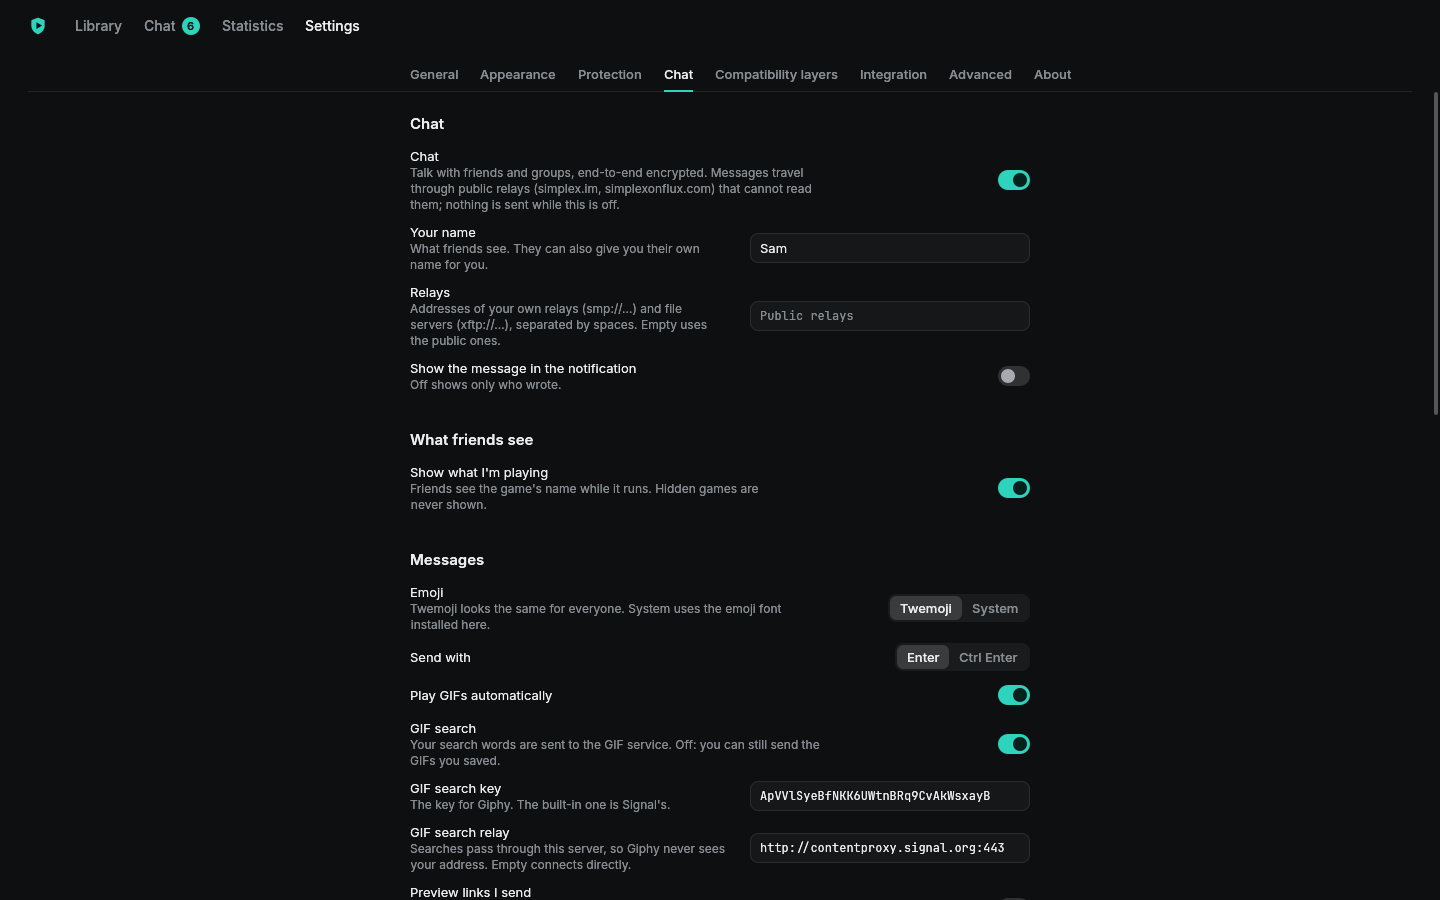 Library
Chat 6
Statistics
Settings
General
Appearance
Protection
Chat
Compatibility layers
Integration
Advanced
About
Chat
Chat
Talk with friends and groups, end-to-end encrypted. Messages travel
through public relays (simplex.im, simplexonflux.com) that cannot read
them; nothing is sent while this is off.
Your name
What friends see. They can also give you their own
name for you.
Sam
Relays
Addresses of your own relays (smp://...) and file
servers (xftp://...), separated by spaces. Empty uses
the public ones.
Public relays
Show the message in the notification
Off shows only who wrote.
What friends see
Show what I'm playing
Friends see the game's name while it runs. Hidden games are
never shown.
Messages
Emoji
Twemoji looks the same for everyone. System uses the emoji font
installed here.
Twemoji
System
Send with
Enter
Ctrl Enter
Play GIFs automatically
GIF search
Your search words are sent to the GIF service. Off: you can still send the
GIFs you saved.
GIF search key
The key for Giphy. The built-in one is Signal's.
ApVVlSyeBfNKK6UWtnBRq9CvAkWsxayB
GIF search relay
Searches pass through this server, so Giphy never sees
your address. Empty connects directly.
http://contentproxy.signal.org:443
Preview links I send